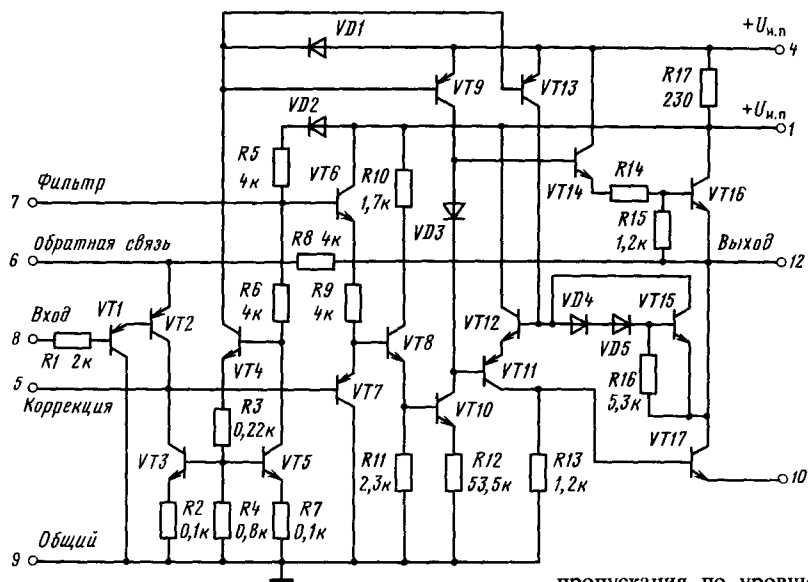 VD1
+Uи.п
4
R17
230
VT9
VT13
VD2
+Uи.п
1
R5
4к
VT6
R10
1,7к
VT14
R14
VT16
7 Фильтр
R15
1,2к
VD3
6 Обратная связь
R8 4к
Выход
12
R6
4к
R9
4к
VT12
VD4
VT15
Вход
VT1
VT2
8
R1 2к
VT4
VT8
VT11
VD5
R16
5,3к
5
Коррекция
VT7
VT10
R3
0,22к
VT17
VT3
VT5
R11
2,3к
R12
53,5к
R13
1,2к
10
R2
0,1к
R4
0,8к
R7
0,1к
9 Общий
пропускания по уровню